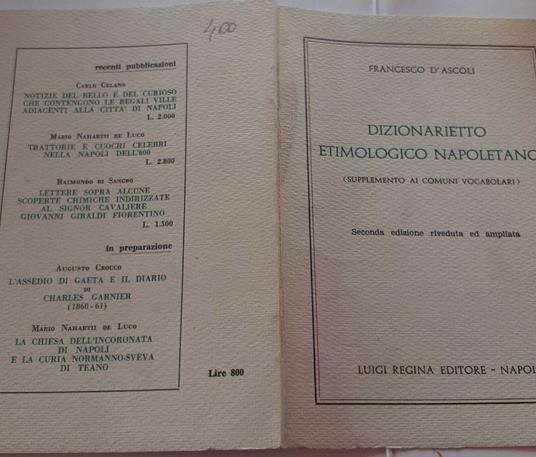 400
recenti pubblicazioni
CARLO CELANO
NOTIZIE DEL BELLO E DEL CURIOSO
CHE CONTENGONO LE REGALI VILLE
ADIACENTI ALLA CITTA' DI NAPOLI
L. 2.000
MARIO NAHARTH DE LUCO
TRATTORIE E CUOCHI CELEBRI
NELLA NAPOLI DELL'800
L. 2.800
RAIMONDO DI SANGRO
LETTERE SOPRA ALCUNE
SCOPERTE CHIMICHE INDIRIZZATE
AL SIGNOR CAVALIERE
GIOVANNI GIRALDI FIORENTINO
L. 1.500
in preparazione
AUGUSTO CROCCO
L'ASSEDIO DI GAETA E IL DIARIO
DI
CHARLES GARNIER
(1860-61)
MARIO NAHARTH DE LUCO
LA CHIESA DELL'INCORONATA
DI NAPOLI
E LA CURIA NORMANNO-SVEVA
DI TEANO
Lire 800
FRANCESCO D'ASCOLI
DIZIONARIETTO
ETIMOLOGICO NAPOLETANO
(SUPPLEMENTO AI COMUNI VOCABOLARI)
Seconda edizione riveduta ed ampliata
LUIGI REGINA EDITORE - NAPOL